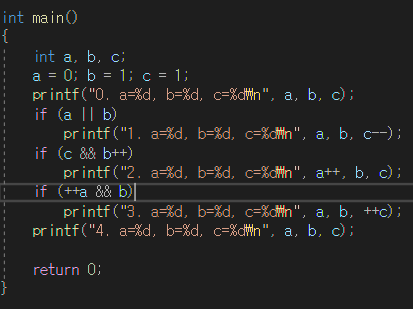 int main()
{
int a, b, c;
a = 0; b = 1; c = 1;
printf("0. a=%d, b=%d, c=%d₩n", a, b, c);
if (a || b)
printf("1. a=%d, b=%d, c=%d₩n", a, b, c--);
if (c && b++)
printf("2. a=%d, b=%d, c=%d₩n", a++, b, c);
if (++a && b)
printf("3. a=%d, b=%d, c=%d₩n", a, b, ++c);
printf("4. a=%d, b=%d, c=%d₩n", a, b, c);
return 0;
}